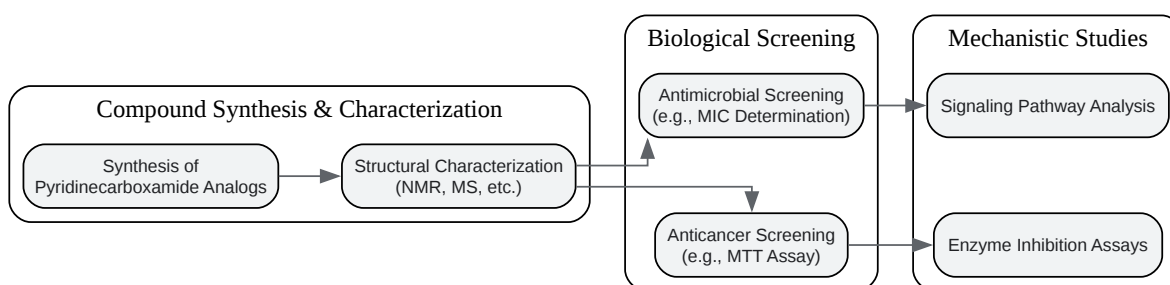 Compound Synthesis & Characterization
Synthesis of
Pyridinecarboxamide Analogs
Structural Characterization
(NMR, MS, etc.)
Biological Screening
Antimicrobial Screening
(e.g., MIC Determination)
Anticancer Screening
(e.g., MTT Assay)
Mechanistic Studies
Signaling Pathway Analysis
Enzyme Inhibition Assays